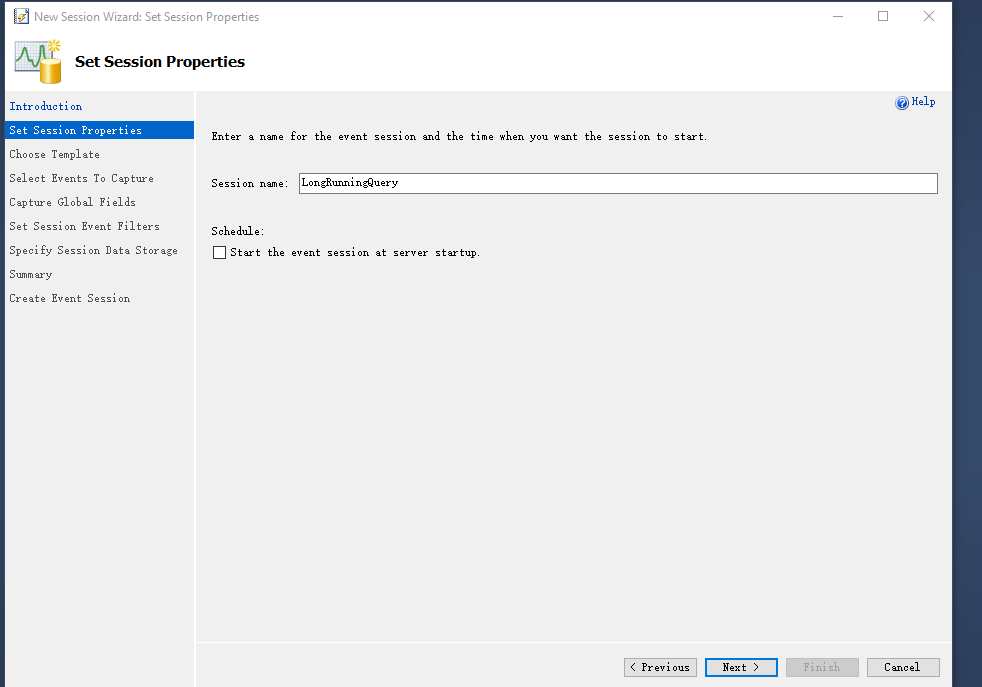 New Session Wizard: Set Session Properties
Set Session Properties
Introduction
Set Session Properties
Choose Template
Select Events To Capture
Capture Global Fields
Set Session Event Filters
Specify Session Data Storage
Summary
Create Event Session
Help
Enter a name for the event session and the time when you want the session to start.
Session name: LongRunningQuery
Schedule:
Start the event session at server startup.
< Previous Next > Finish Cancel